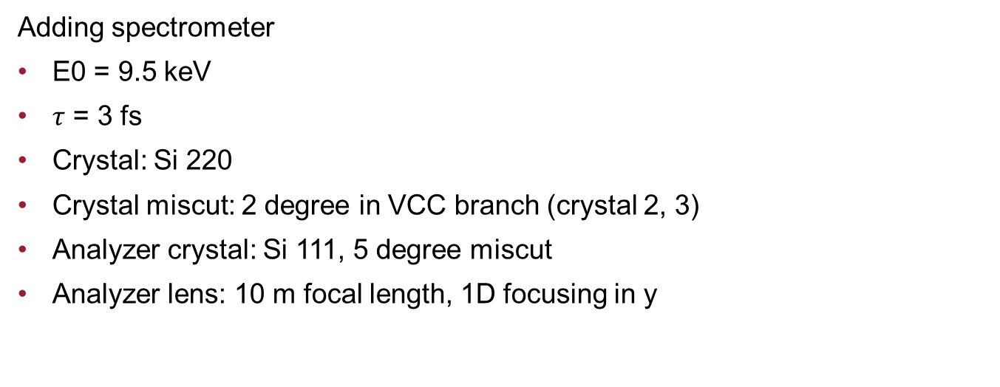 Adding spectrometer
• E0 = 9.5 keV
• 𝜏 = 3 fs
• Crystal: Si 220
• Crystal miscut: 2 degree in VCC branch (crystal 2, 3)
• Analyzer crystal: Si 111, 5 degree miscut
• Analyzer lens: 10 m focal length, 1D focusing in y